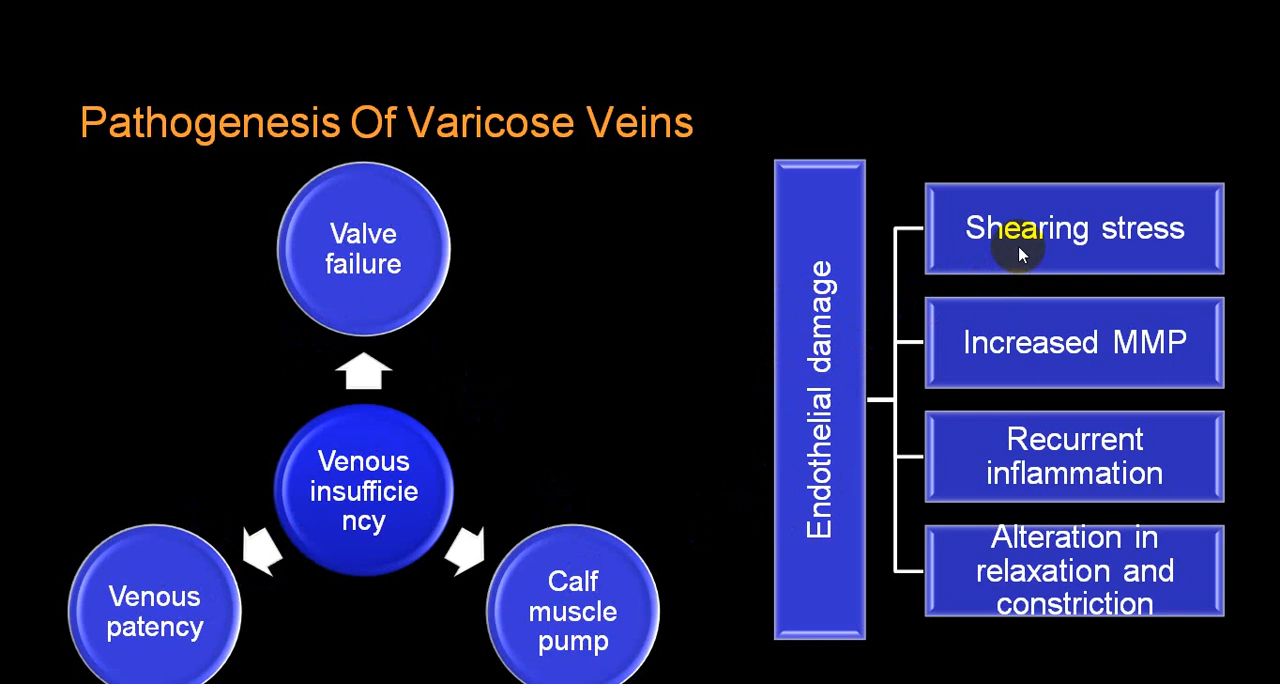 Pathogenesis Of Varicose Veins
Valve
failure
Venous
insufficie
ncy
Venous
patency
Calf
muscle
pump
Endothelial damage
Shearing stress
Increased MMP
Recurrent
inflammation
Alteration in
relaxation and
constriction